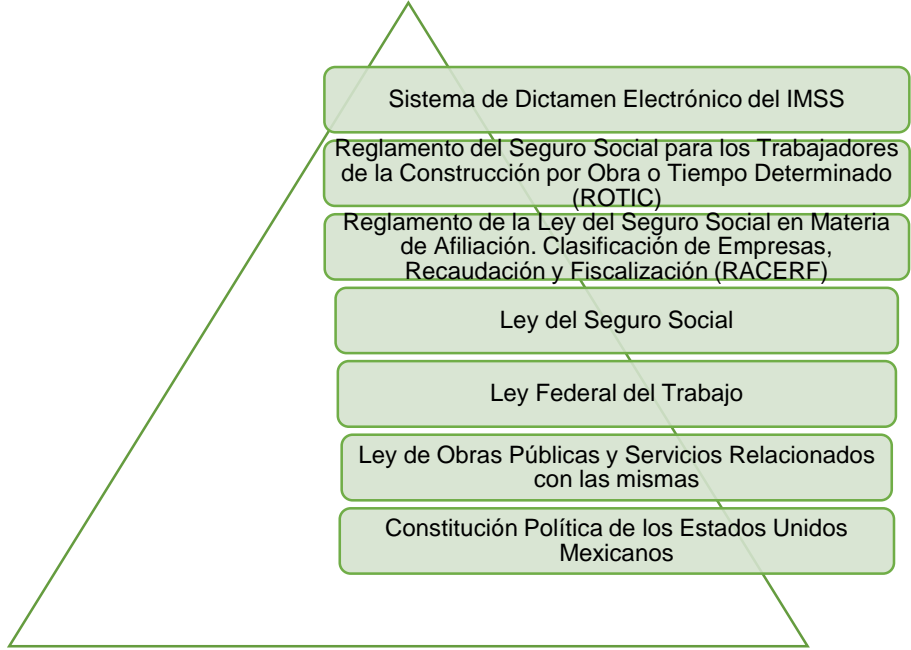 Sistema de Dictamen Electrónico del IMSS
Reglamento del Seguro Social para los Trabajadores
de la Construcción por Obra o Tiempo Determinado
(ROTIC)
Reglamento de la Ley del Seguro Social en Materia
de Afiliación. Clasificación de Empresas,
Recaudación y Fiscalización (RACERF)
Ley del Seguro Social
Ley Federal del Trabajo
Ley de Obras Públicas y Servicios Relacionados
con las mismas
Constitución Política de los Estados Unidos
Mexicanos